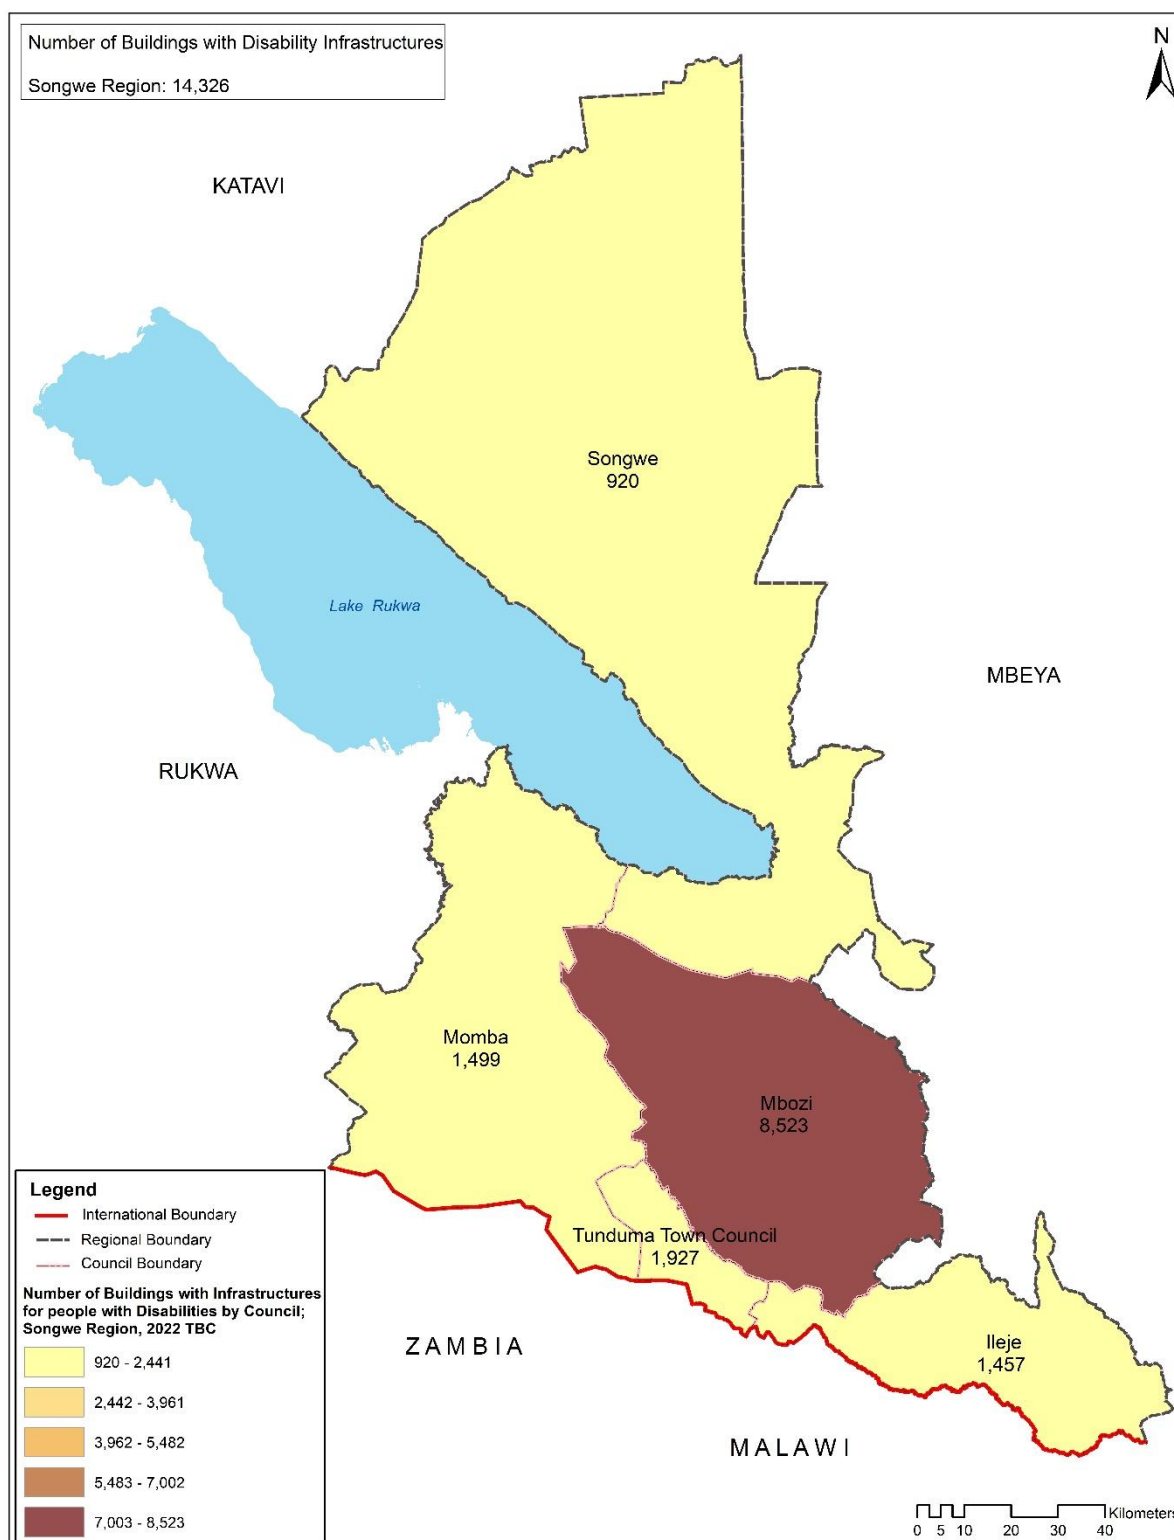 Number of Buildings with Disability Infrastructures
Songwe Region: 14,326
N
KATAVI
Songwe
920
Lake Rukwa
MBEYA
RUKWA
Momba
1,499
Mbozi
8,523
Tunduma Town Council
1,927
Ileje
1,457
ZAMBIA
MALAWI
Legend
International Boundary
Regional Boundary
Council Boundary
Number of Buildings with Infrastructures
for people with Disabilities by Council;
Songwe Region, 2022 TBC
920 - 2,441
2,442 - 3,961
3,962 - 5,482
5,483 - 7,002
7,003 - 8,523
Kilometers
0 5 10 20 30 40